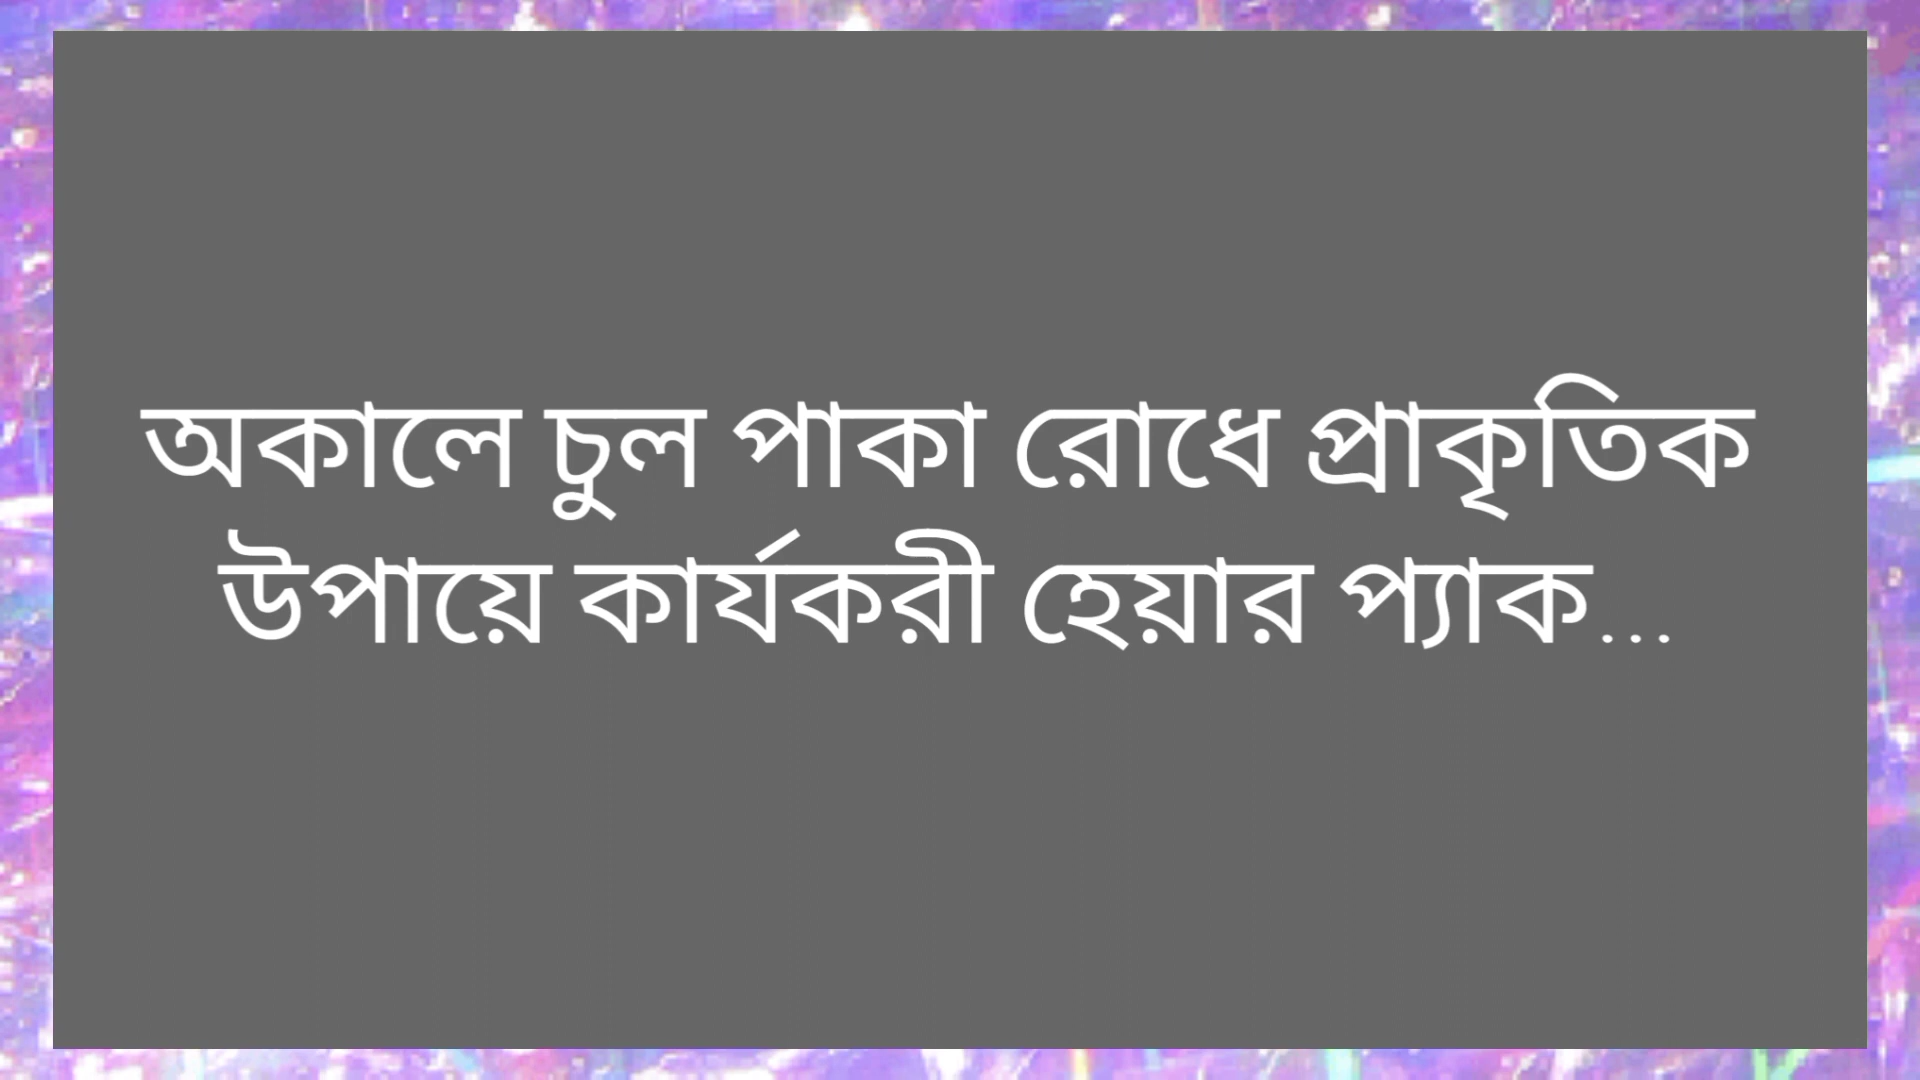 অকালে চুল পাকা রোধে প্রাকৃতিক
উপায়ে কার্যকরী হেয়ার প্যাক...